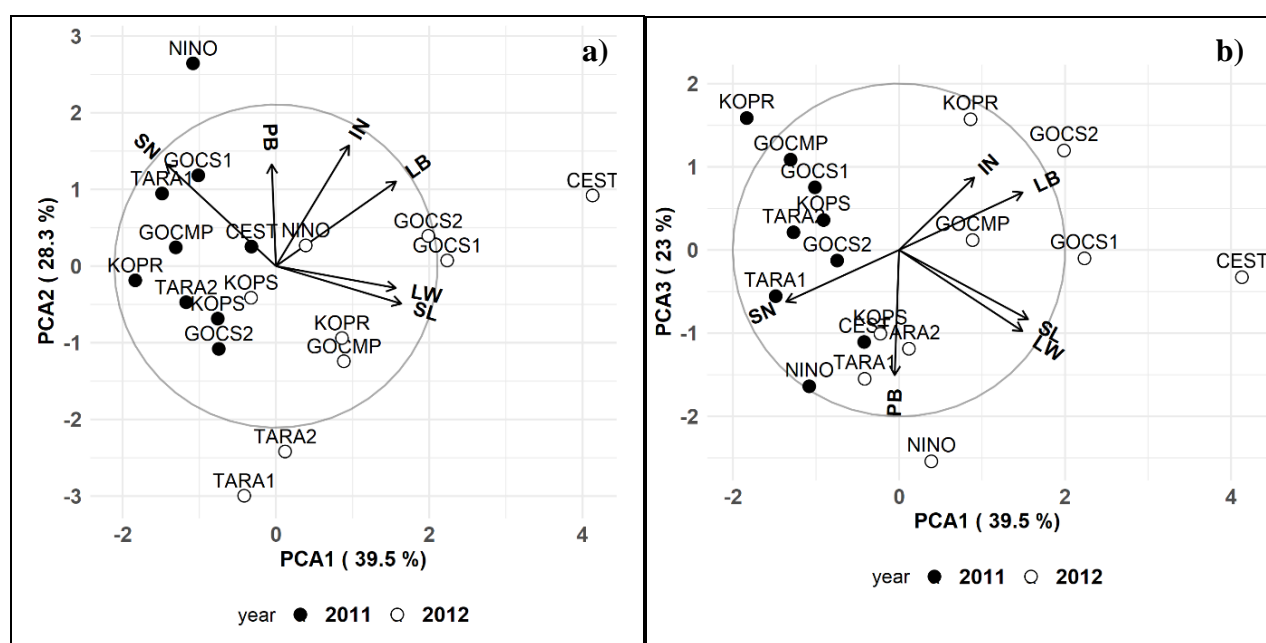 a)
3
2
1
0
-1
-2
-3
PCA2 ( 28.3 %)
NINO
SN
PB
IN
LB
GOCS1
TARA1
CEST
GOCMP
CEST
NINO
GOCS2
GOCS1
KOPR
TARA2
KOPS
KOPS
LW
SL
GOCS2
KOPR
GOCMP
TARA2
TARA1
-2 0 2 4
PCA1 ( 39.5 %)
year 2011 2012
b)
2
1
0
-1
-2
PCA3 ( 23 %)
KOPR
KOPR
GOCMP
GOCS2
GOCS1
IN
LB
KOPS
TARA2
GOCMP
GOCS2
GOCS1
TARA1
CEST
SN
KOPS
CEST
TARA2
SL
LW
NINO
TARA1
PB
NINO
-2 0 2 4
PCA1 ( 39.5 %)
year 2011 2012